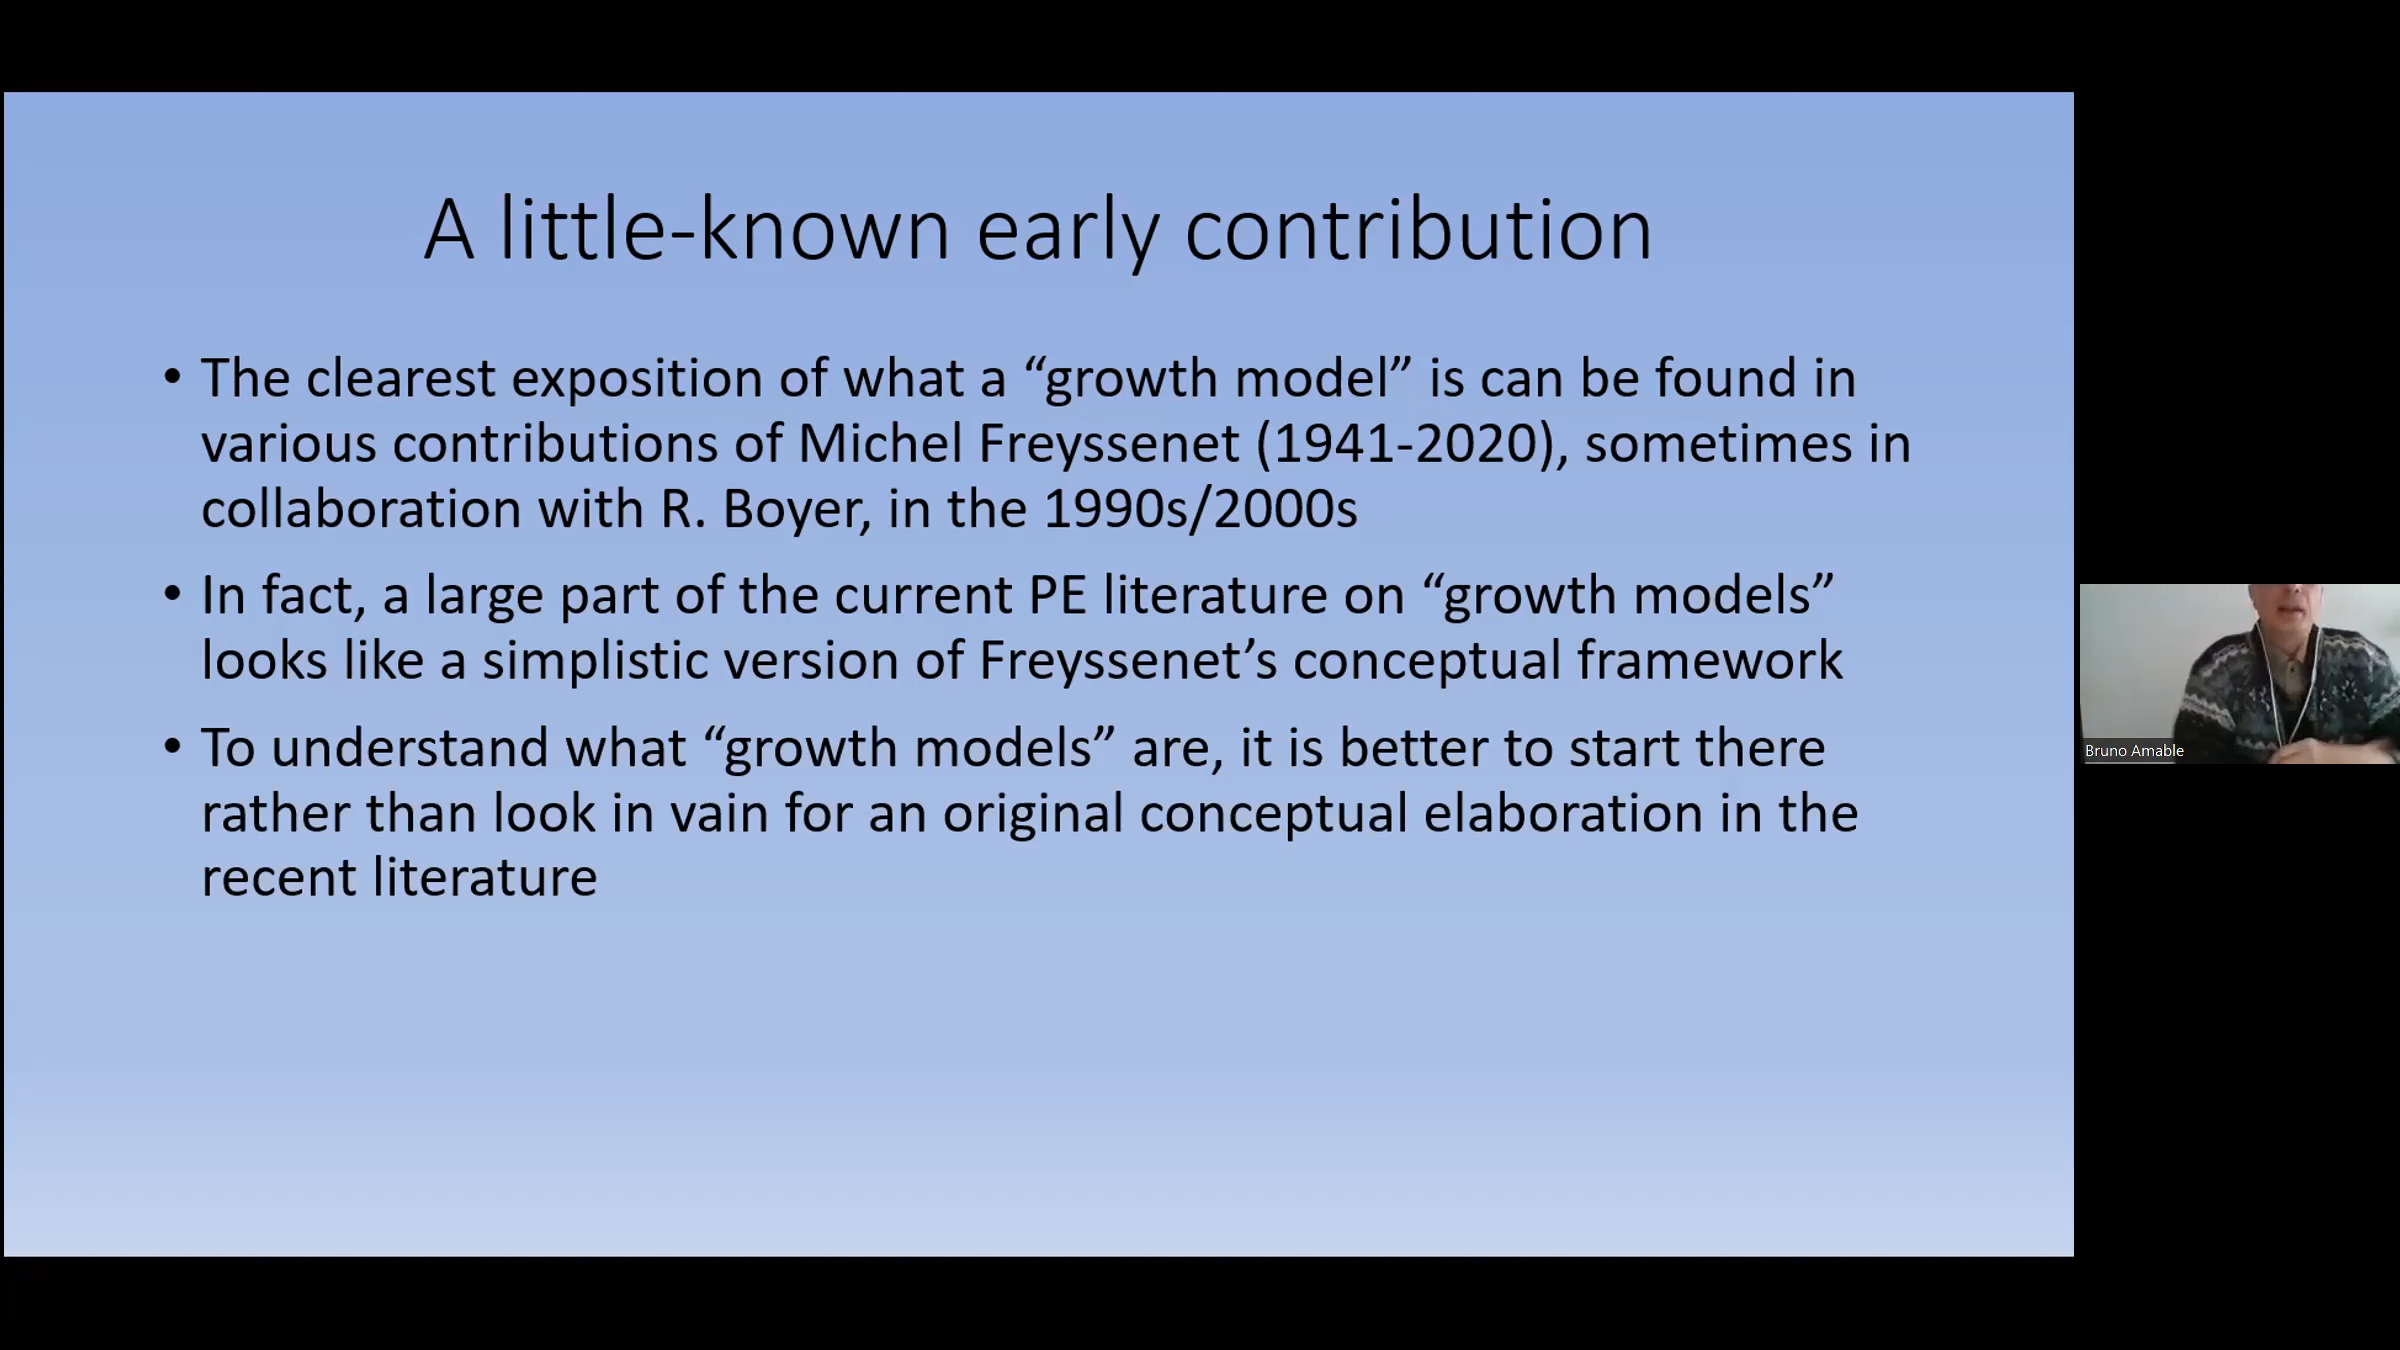 A little-known early contribution
• The clearest exposition of what a “growth model” is can be found in
various contributions of Michel Freyssenet (1941-2020), sometimes in
collaboration with R. Boyer, in the 1990s/2000s
• In fact, a large part of the current PE literature on “growth models”
looks like a simplistic version of Freyssenet’s conceptual framework
• To understand what “growth models” are, it is better to start there
rather than look in vain for an original conceptual elaboration in the
recent literature
Bruno Amable